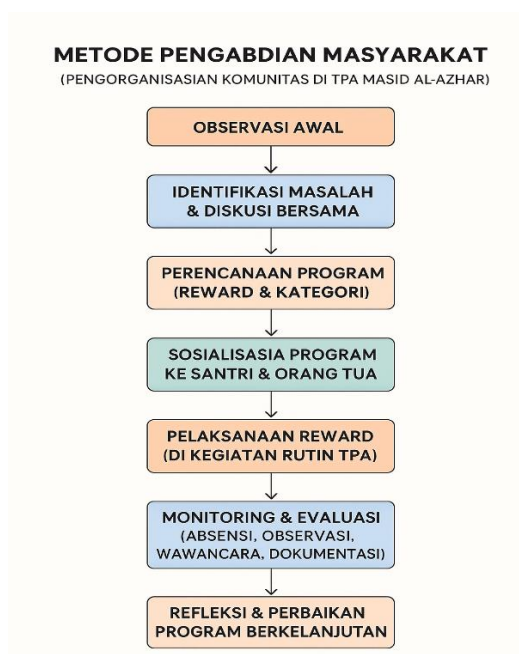 METODE PENGABDIAN MASYARAKAT
(PENGORGANISASIAN KOMUNITAS DI TPA MASID AL-AZHAR)
OBSERVASI AWAL
IDENTIFIKASI MASALAH
& DISKUSI BERSAMA
PERENCANAAN PROGRAM
(REWARD & KATEGORI)
SOSIALISASIA PROGRAM
KE SANTRI & ORANG TUA
PELAKSANAAN REWARD
(DI KEGIATAN RUTIN TPA)
MONITORING & EVALUASI
(ABSENSI, OBSERVASI,
WAWANCARA, DOKUMENTASI)
REFLEKSI & PERBAIKAN
PROGRAM BERKELANJUTAN